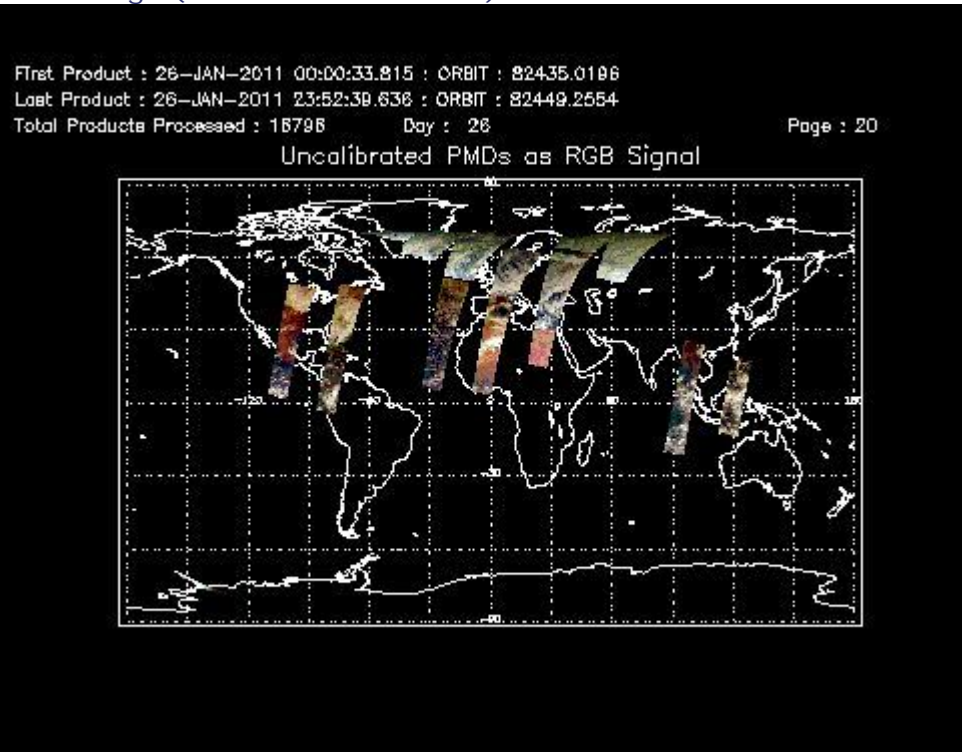 First Product : 26-JAN-2011 00:00:33.815 : ORBIT : 82435.0196
Last Product : 26-JAN-2011 23:52:39.636 : ORBIT : 82449.2554
Total Products Processed : 16796 Day : 26 Page : 20
Uncalibrated PMDs as RGB Signal